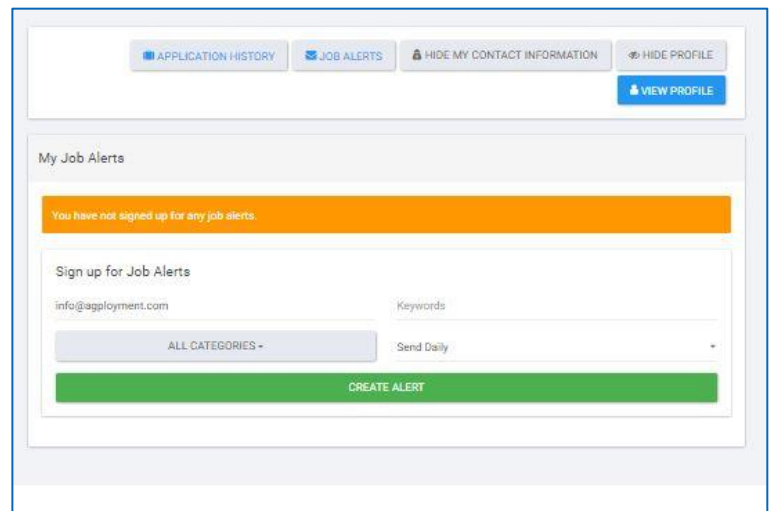 APPLICATION HISTORY JOB ALERTS HIDE MY CONTACT INFORMATION HIDE PROFILE
VIEW PROFILE
My Job Alerts
You have not signed up for any job alerts.
Sign up for Job Alerts
info@agployment.com Keywords
ALL CATEGORIES Send Daily
CREATE ALERT